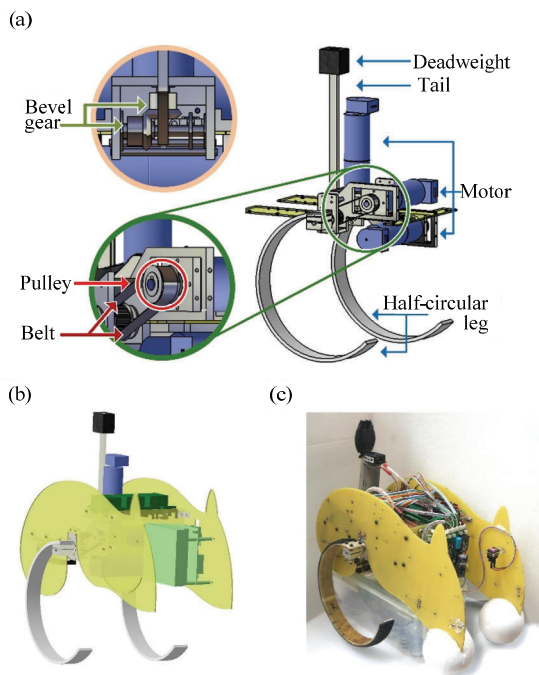 (a)
Deadweight
Tail
Bevel
gear
Motor
Pulley
Belt
Half-circular
leg
(b)
(c)